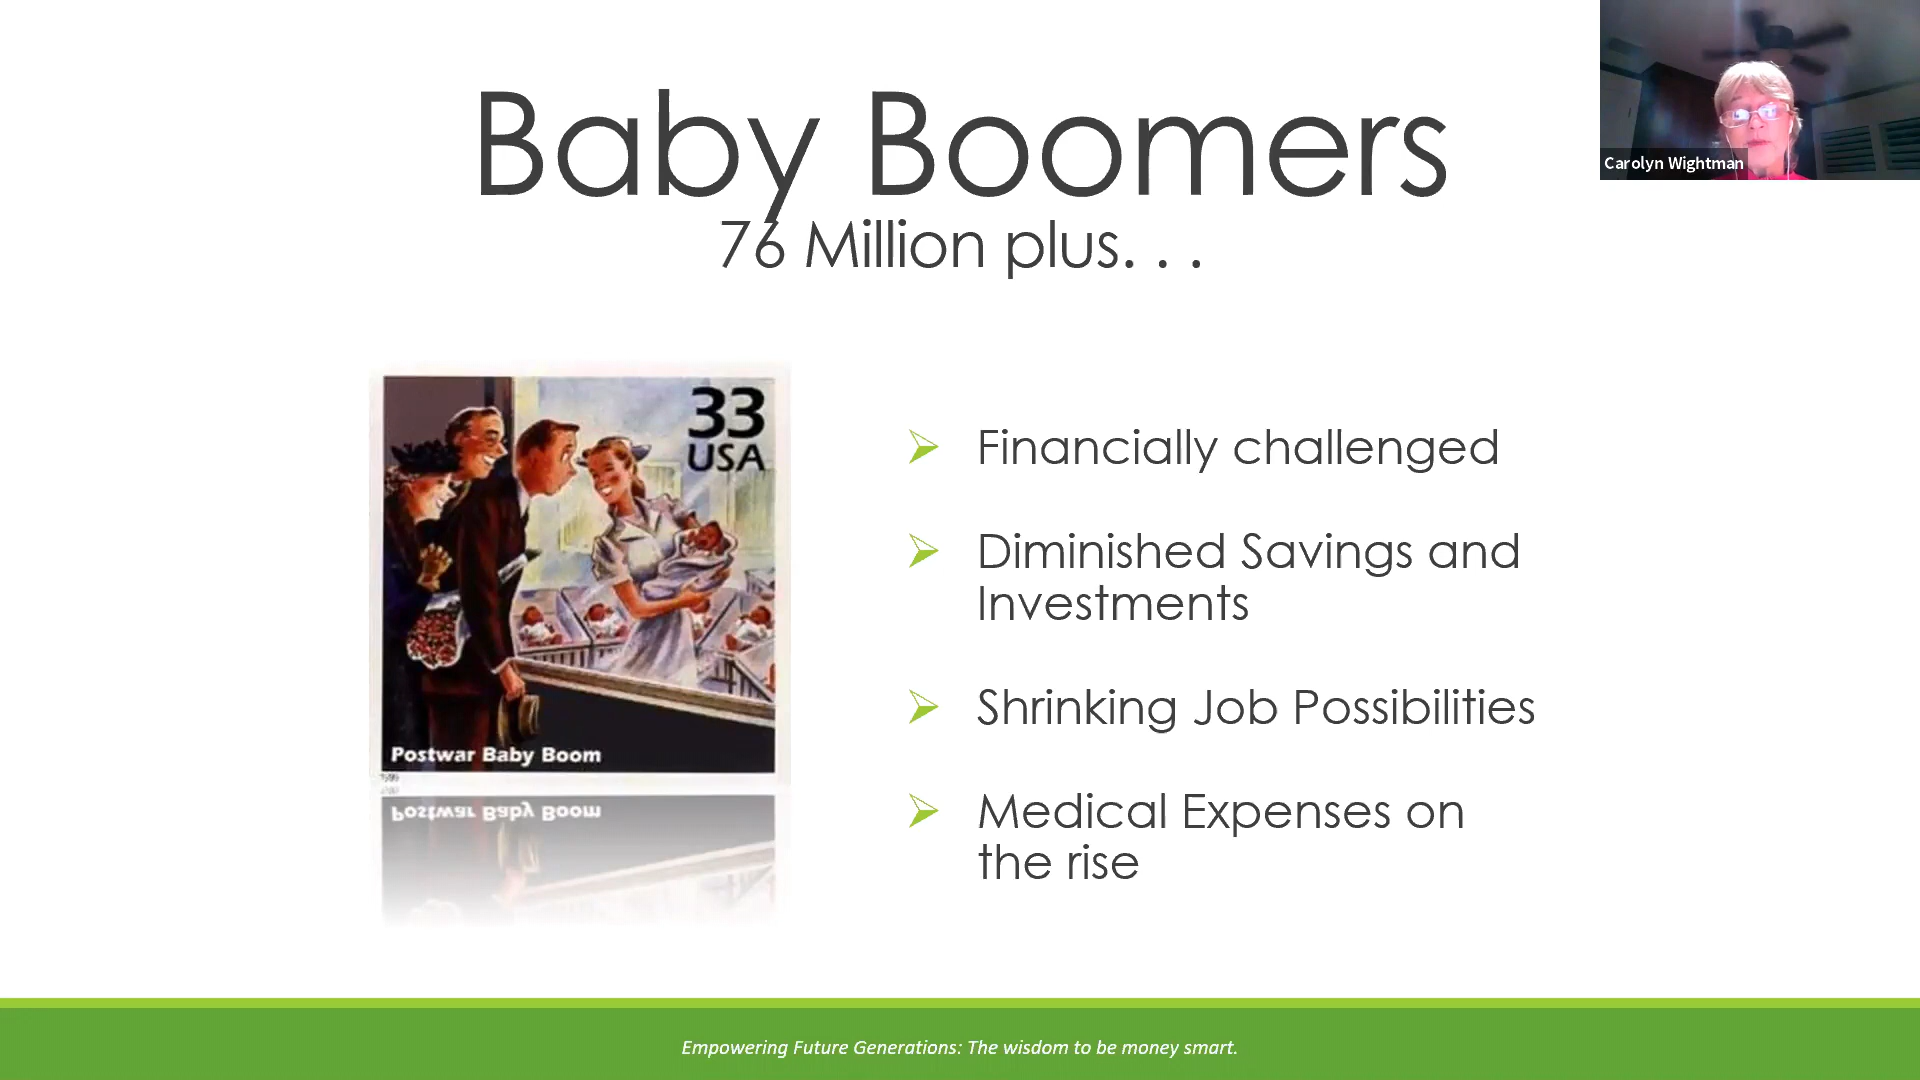 Baby Boomers
76 Million plus. . .
Carolyn Wightman
33
USA
Postwar Baby Boom
Financially challenged
Diminished Savings and
Investments
Shrinking Job Possibilities
Medical Expenses on
the rise
Empowering Future Generations: The wisdom to be money smart.